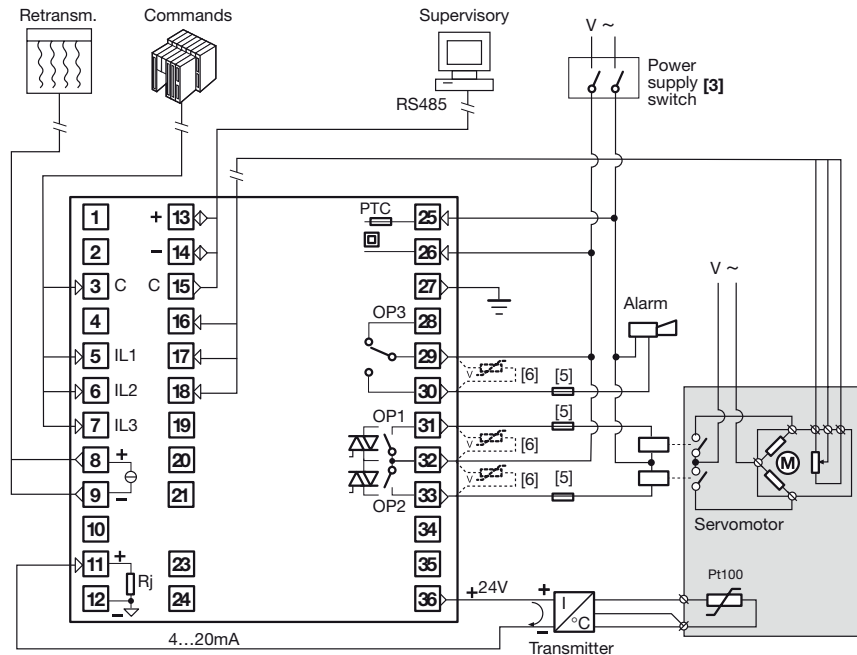 Retransm.
Commands
Supervisory
V ~
Power
supply
switch [3]
RS485
PTC
1
+ 13
25
2
− 14
26
3 C
C 15
27
V ~
4
16
OP3
28
Alarm
5 IL1
17
29
V
[6]
6 IL2
18
30
[5]
7 IL3
19
OP1
31
[5]
8 +
20
32
V
[6]
9 −
21
OP2
33
V
[6]
[5]
M
Servomotor
10
34
11 +
23
35
Rj
12 −
24
36
+24V
+
I
°C
−
Pt100
4...20mA
Transmitter